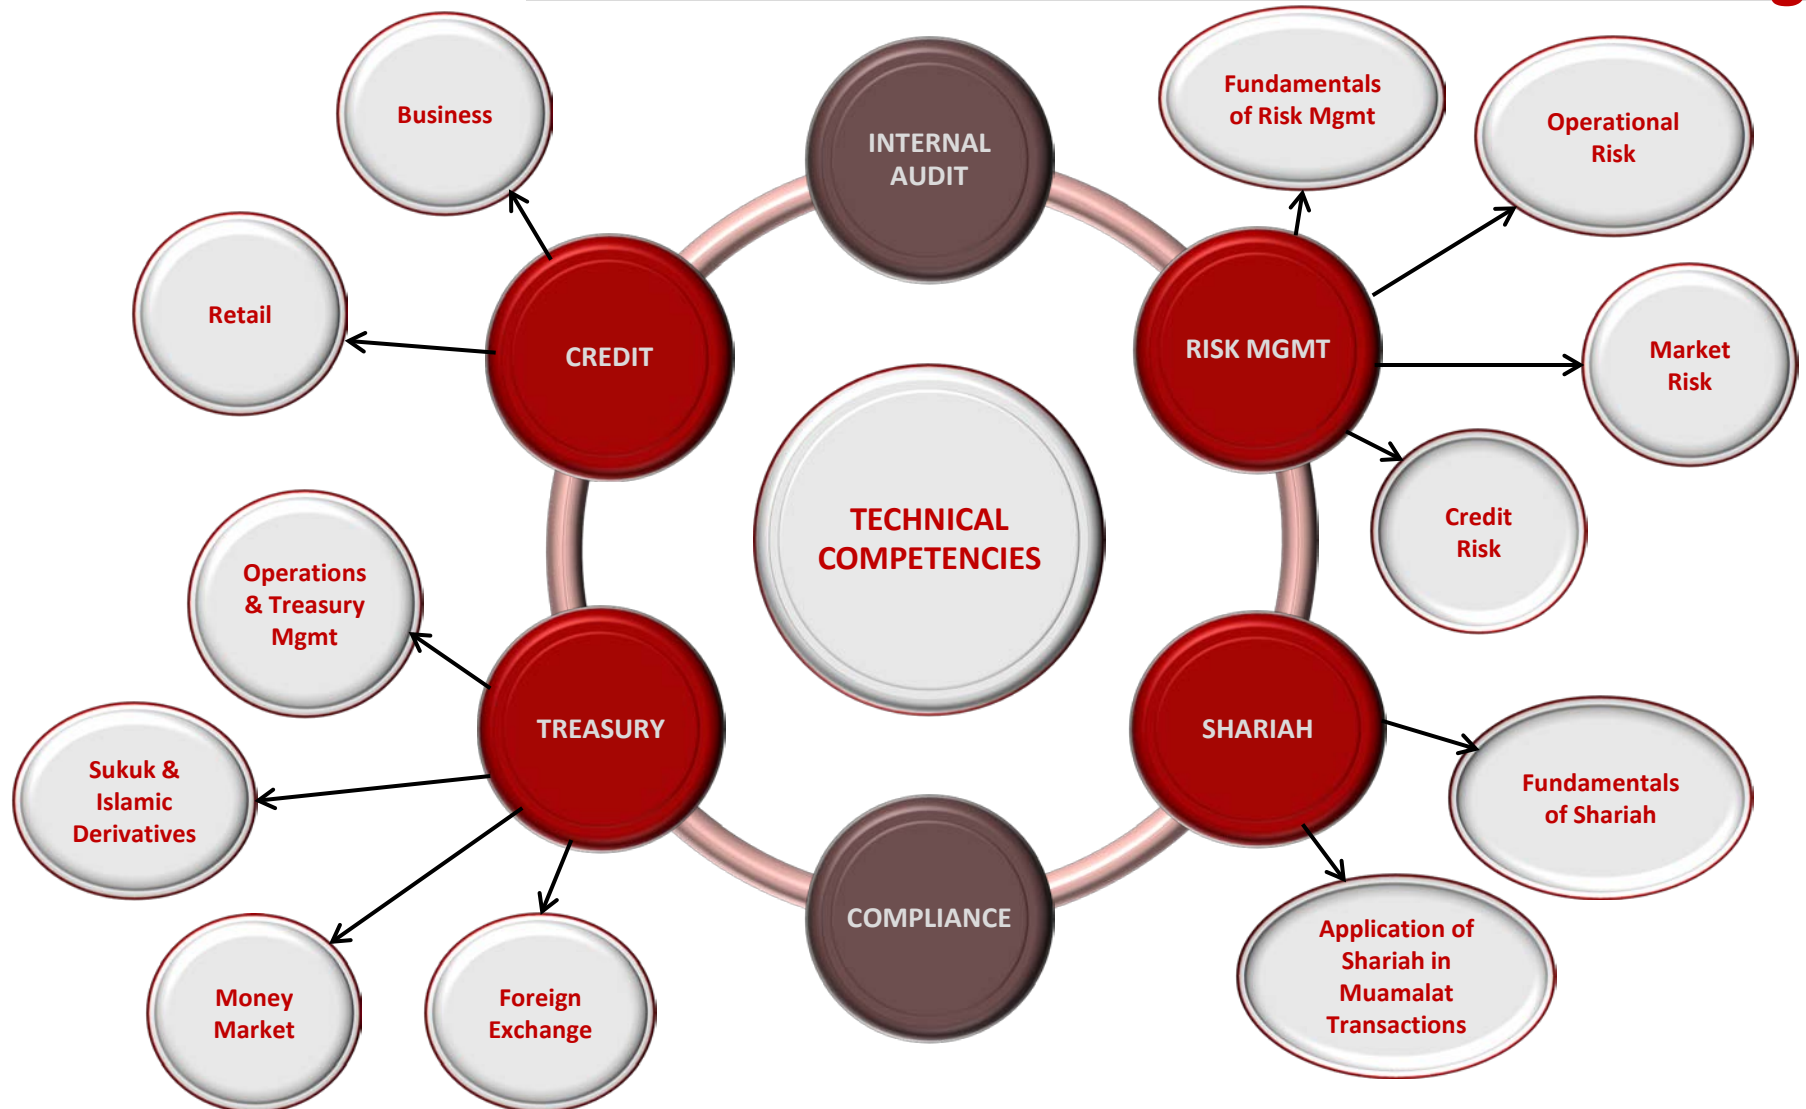 Business
INTERNAL
AUDIT
Fundamentals
of Risk Mgmt
Operational
Risk
Retail
CREDIT
RISK MGMT
Market
Risk
TECHNICAL
COMPETENCIES
Credit
Risk
Operations
& Treasury
Mgmt
TREASURY
SHARIAH
Sukuk &
Islamic
Derivatives
Fundamentals
of Shariah
COMPLIANCE
Application of
Shariah in
Muamalat
Transactions
Money
Market
Foreign
Exchange